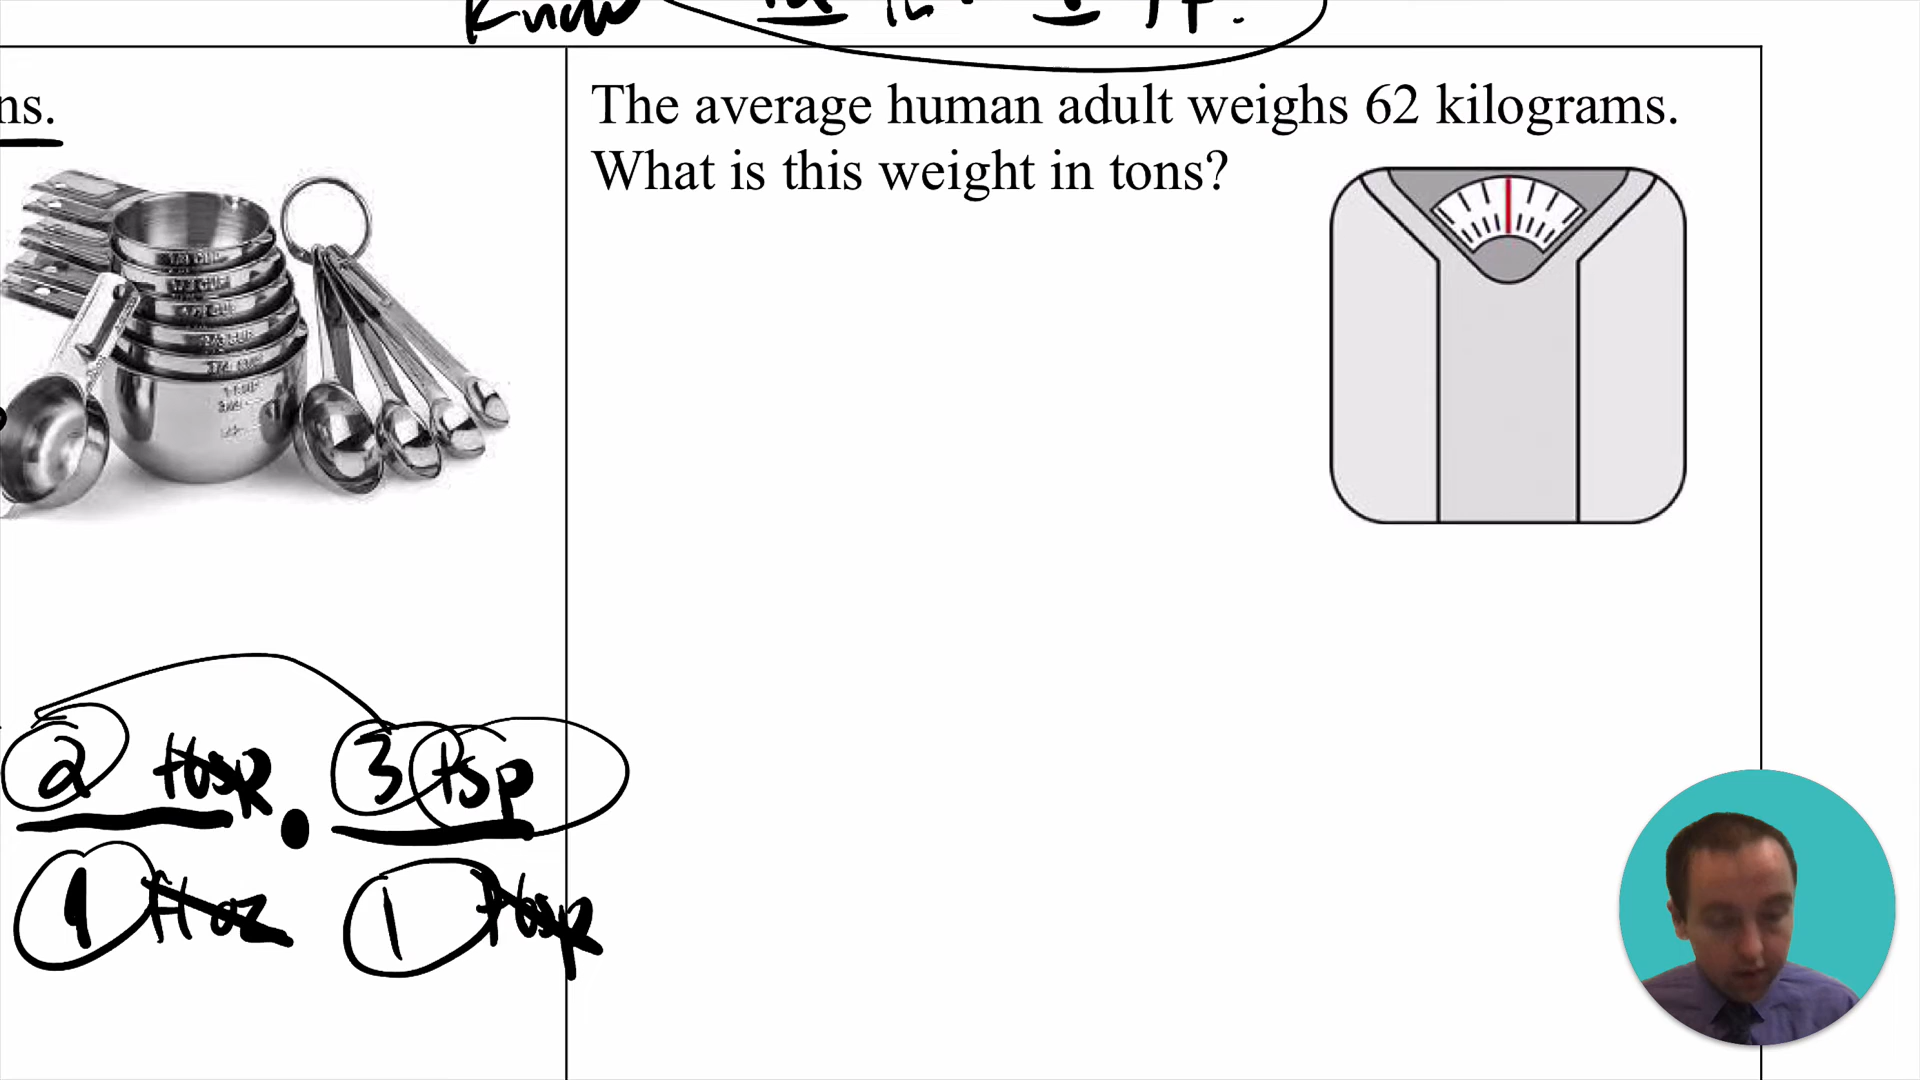 Know
ns.
The average human adult weighs 62 kilograms.
What is this weight in tons?
2 tbsp . 3 tsp
1 fl oz 1 tbsp